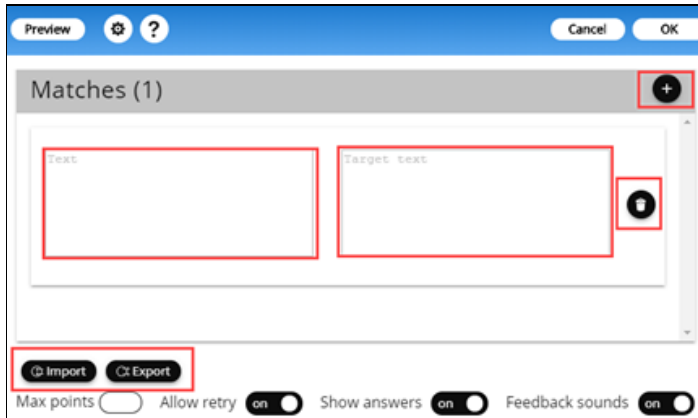 Preview ? Cancel OK
Matches (1) +
Text Target text
Import Export
Max points Allow retry on Show answers on Feedback sounds on